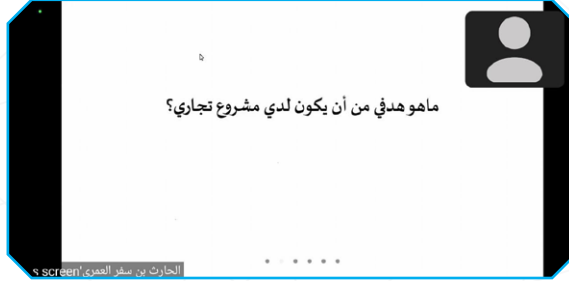 ماهو هدفي من أن يكون لدي مشروع تجاري؟
الحارث بن سفر العمري's screen